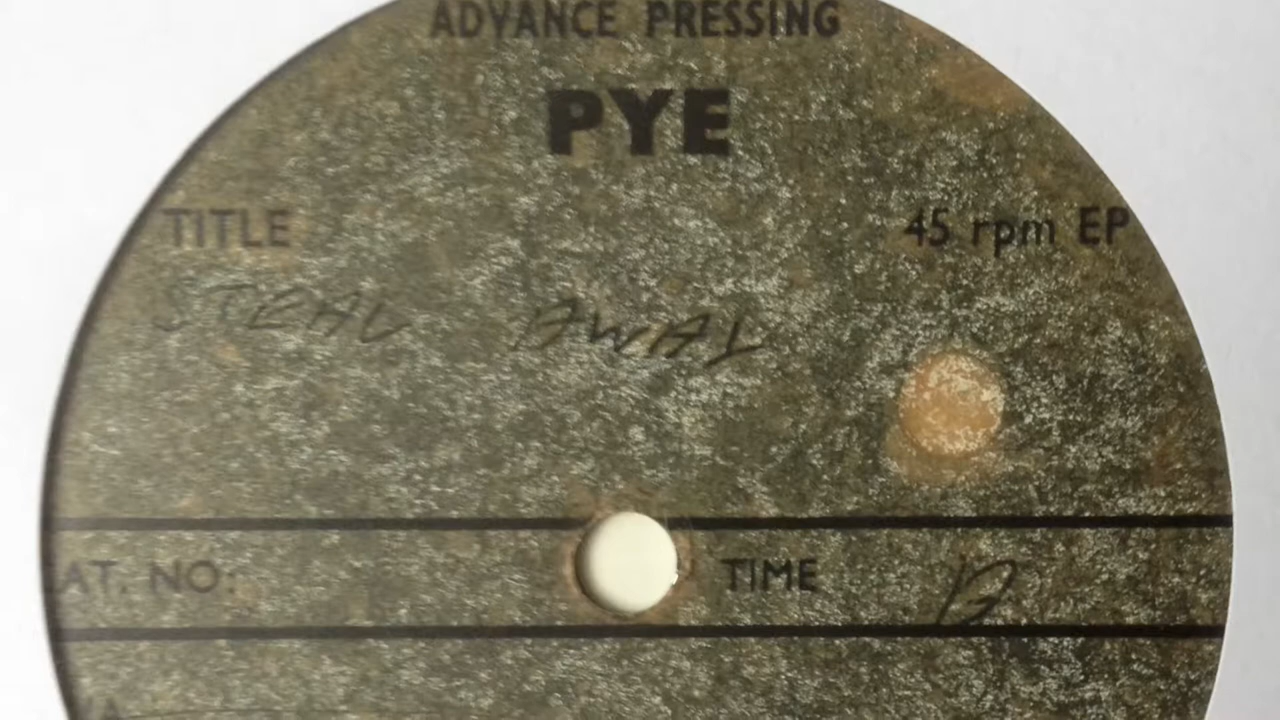 ADVANCE PRESSING
PYE
TITLE
45 rpm EP
STEAL AWAY
AT. NO:
TIME